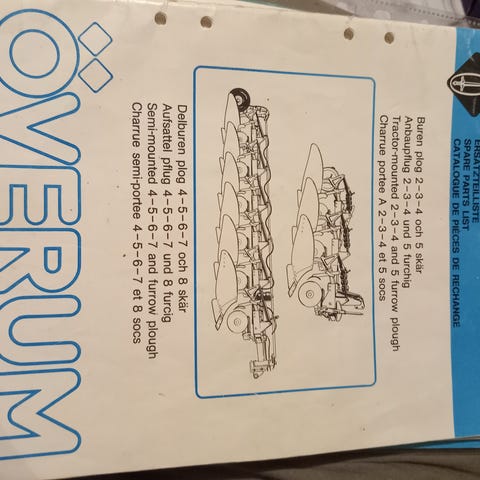 ERSATZTEILLISTE
SPARE PARTS LIST
CATALOGUE DE PIÈCES DE RECHANGE
Buren plog 2-3-4 och 5 skär
Anbaupflug 2-3-4 und 5 furchig
Tractor-mounted 2-3-4 and 5 furrow plough
Charrue portee A 2-3-4 et 5 socs
Delburen plog 4-5-6-7 och 8 skär
Aufsattel pflug 4-5-6-7 und 8 furcig
Semi-mounted 4-5-6-7 and furrow plough
Charrue semi-portee 4-5-6-7 et 8 socs
ÖVERUM